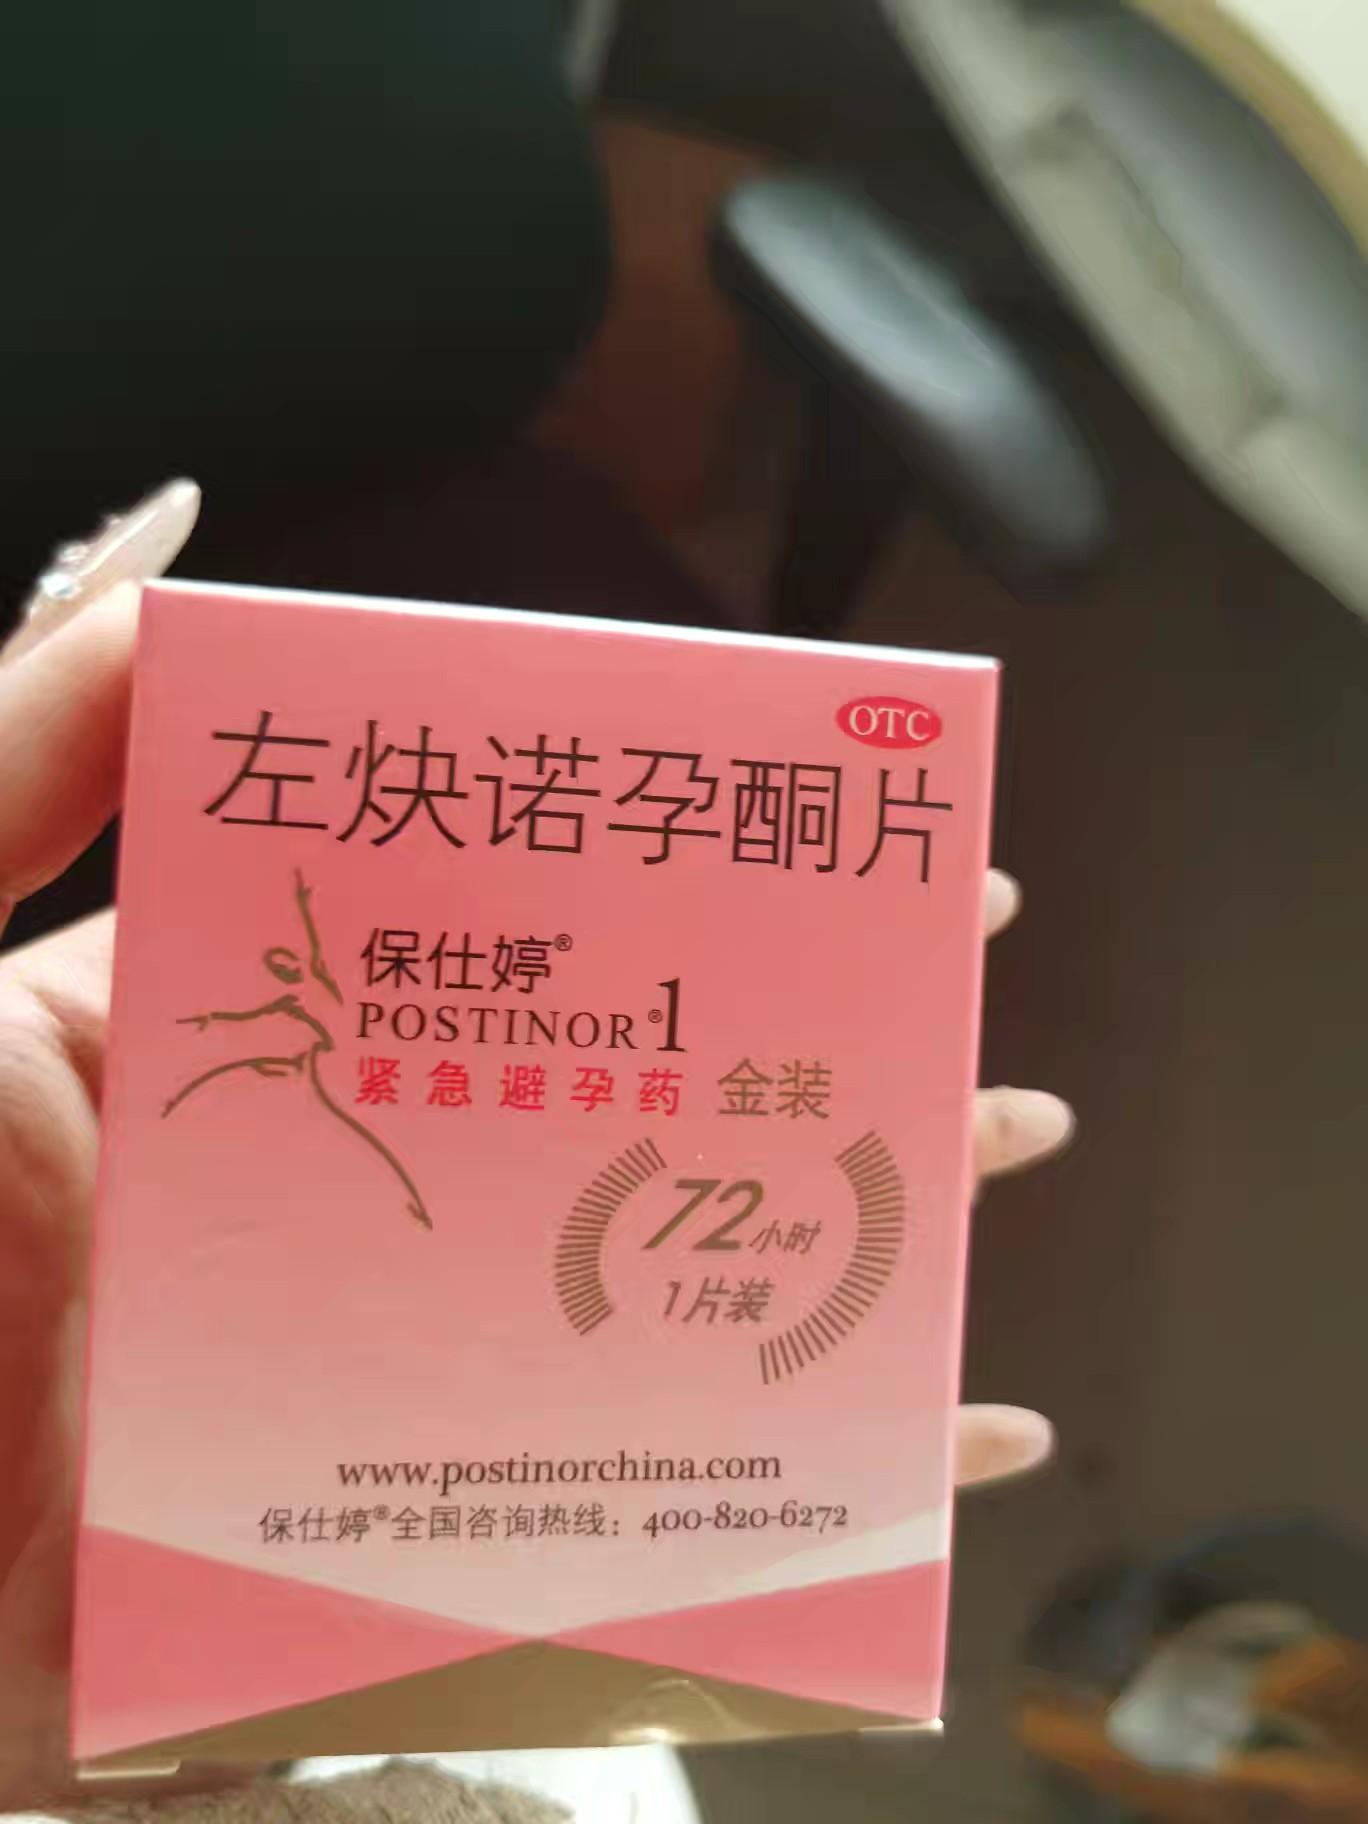 OTC
左炔诺孕酮片
保仕婷®
POSTINOR®1
紧急避孕药 金装
72小时
1片装
www.postinorchina.com
保仕婷®全国咨询热线：400-820-6272